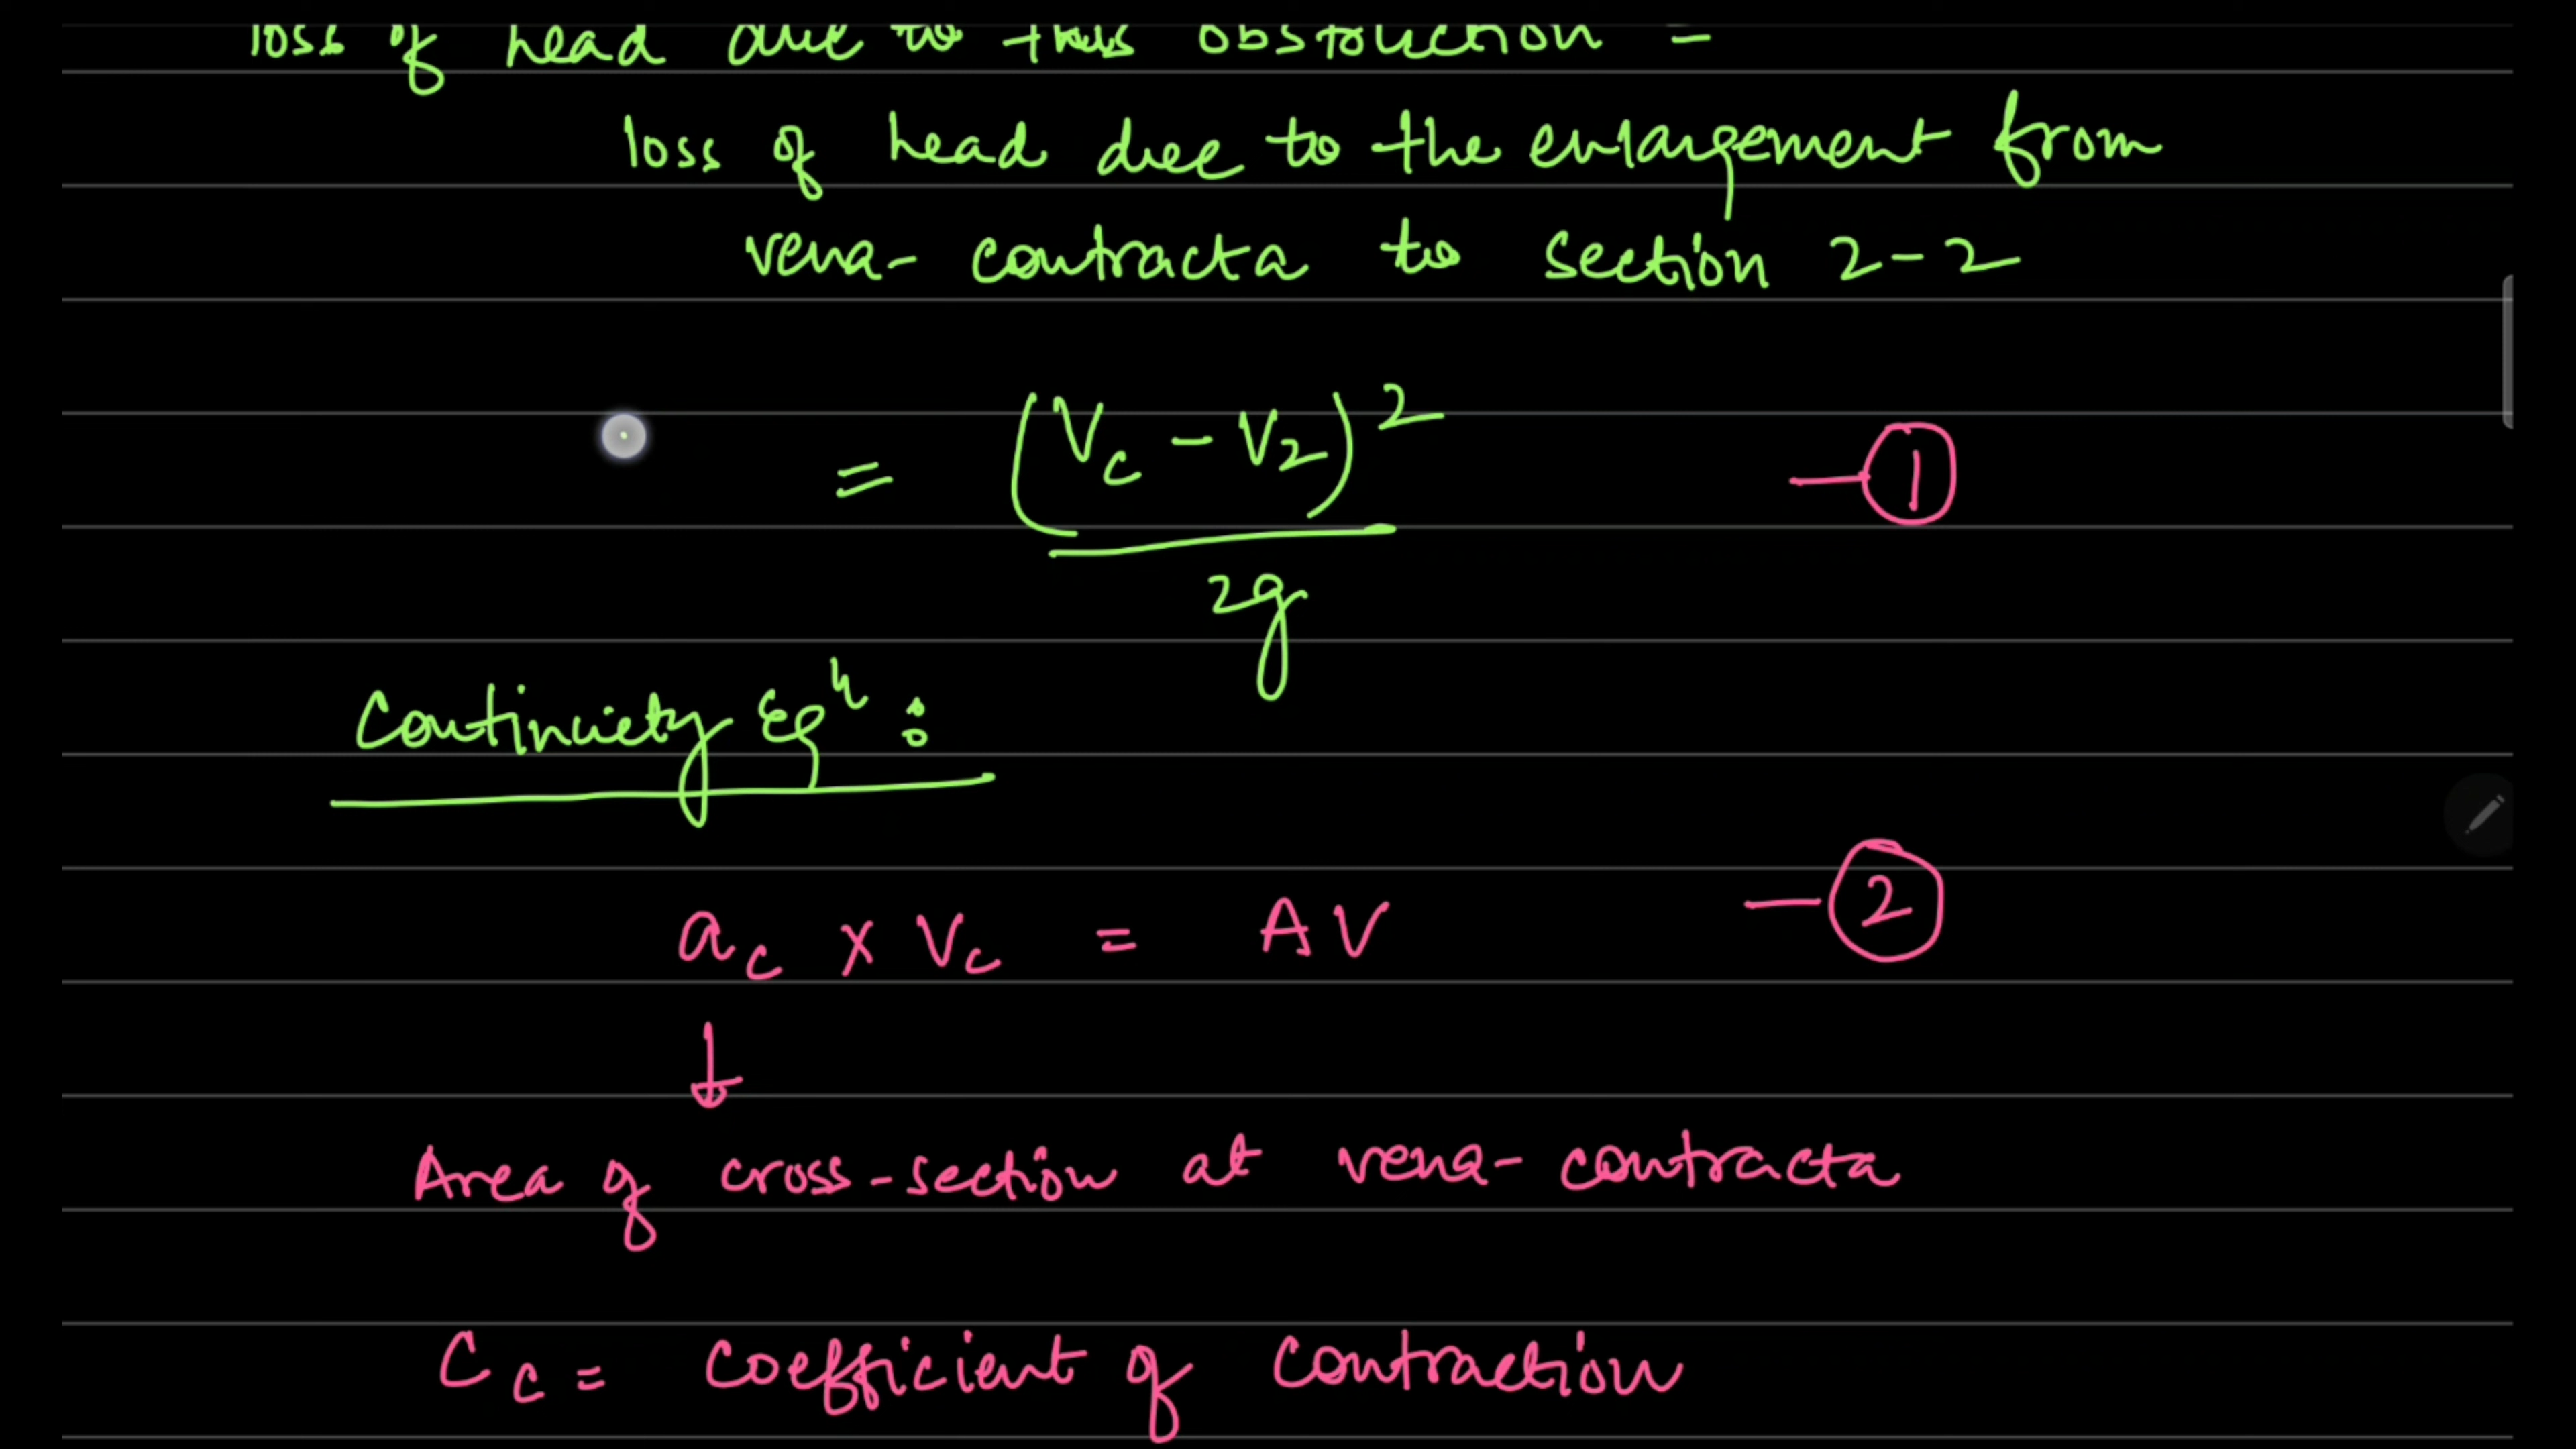 loss of head due to this obstruction =
loss of head due to the enlargement from
vena- contracta to section 2-2
= (Vc - V2)^2 / 2g — 1
Continuiety Eqn :
ac x Vc = AV — 2
↓
Area of cross-section at vena- contracta
Cc = Coefficient of contraction